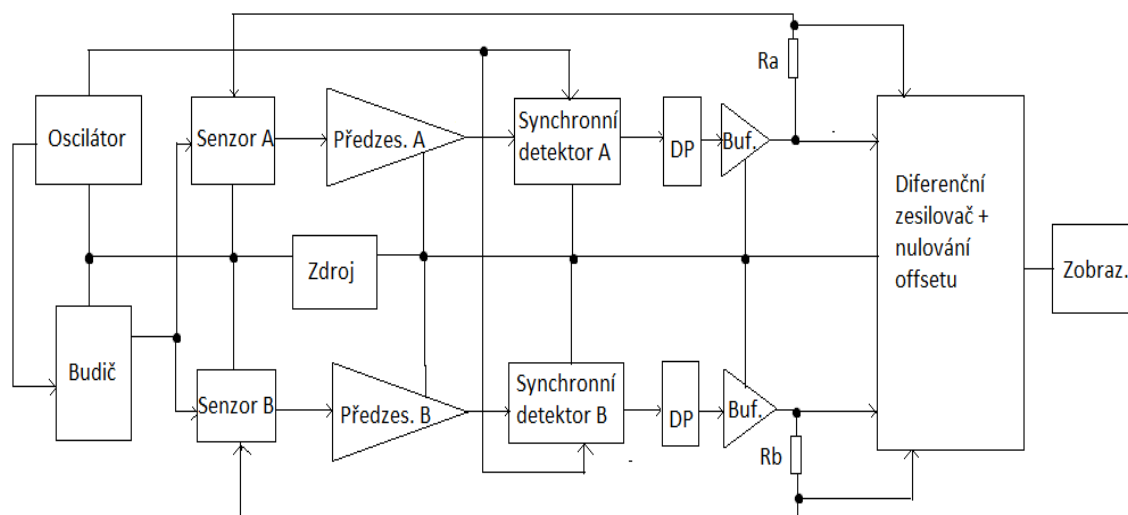 Ra
Oscilátor
Senzor A
Předzes. A
Synchronní
detektor A
DP
Buf.
Diferenční
zesilovač +
nulování
offsetu
Zdroj
Zobraz.
Budič
Senzor B
Předzes. B
Synchronní
detektor B
DP
Buf.
Rb